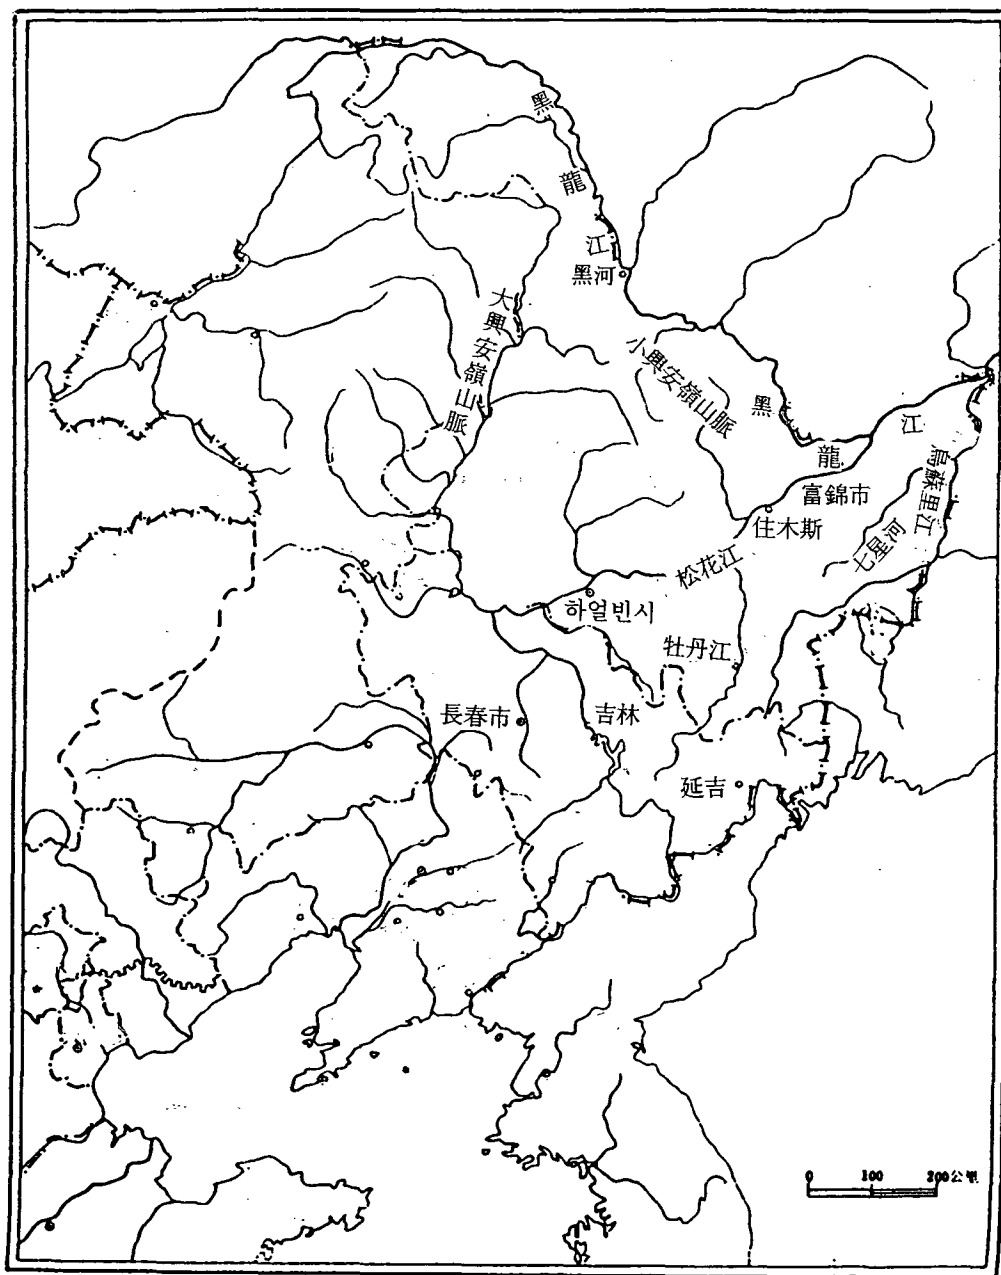 黑
龍
江
黑河
大興安嶺山脈
小興安嶺山脈
黑
龍
江
烏蘇里江
富錦市
住木斯
七星河
松花江
하얼빈시
牡丹江
長春市
吉林
延吉
0 100 200公里